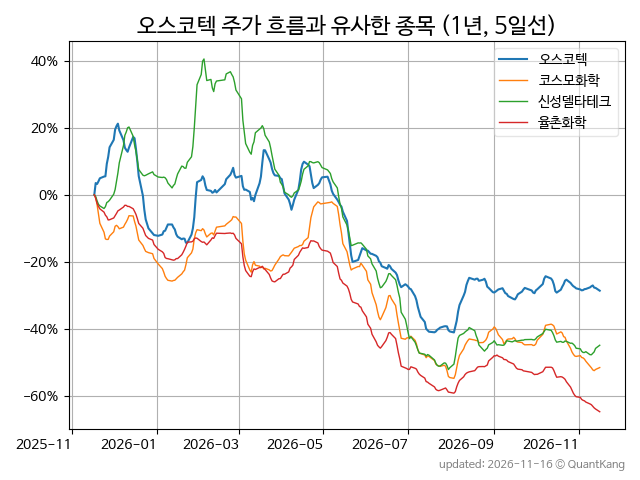 오스코텍 주가 흐름과 유사한 종목 (1년, 5일선)
오스코텍
코스모화학
신성델타테크
율촌화학
40%
20%
0%
−20%
−40%
−60%
2025−11
2026−01
2026−03
2026−05
2026−07
2026−09
2026−11
updated: 2026-11-16 © QuantKang